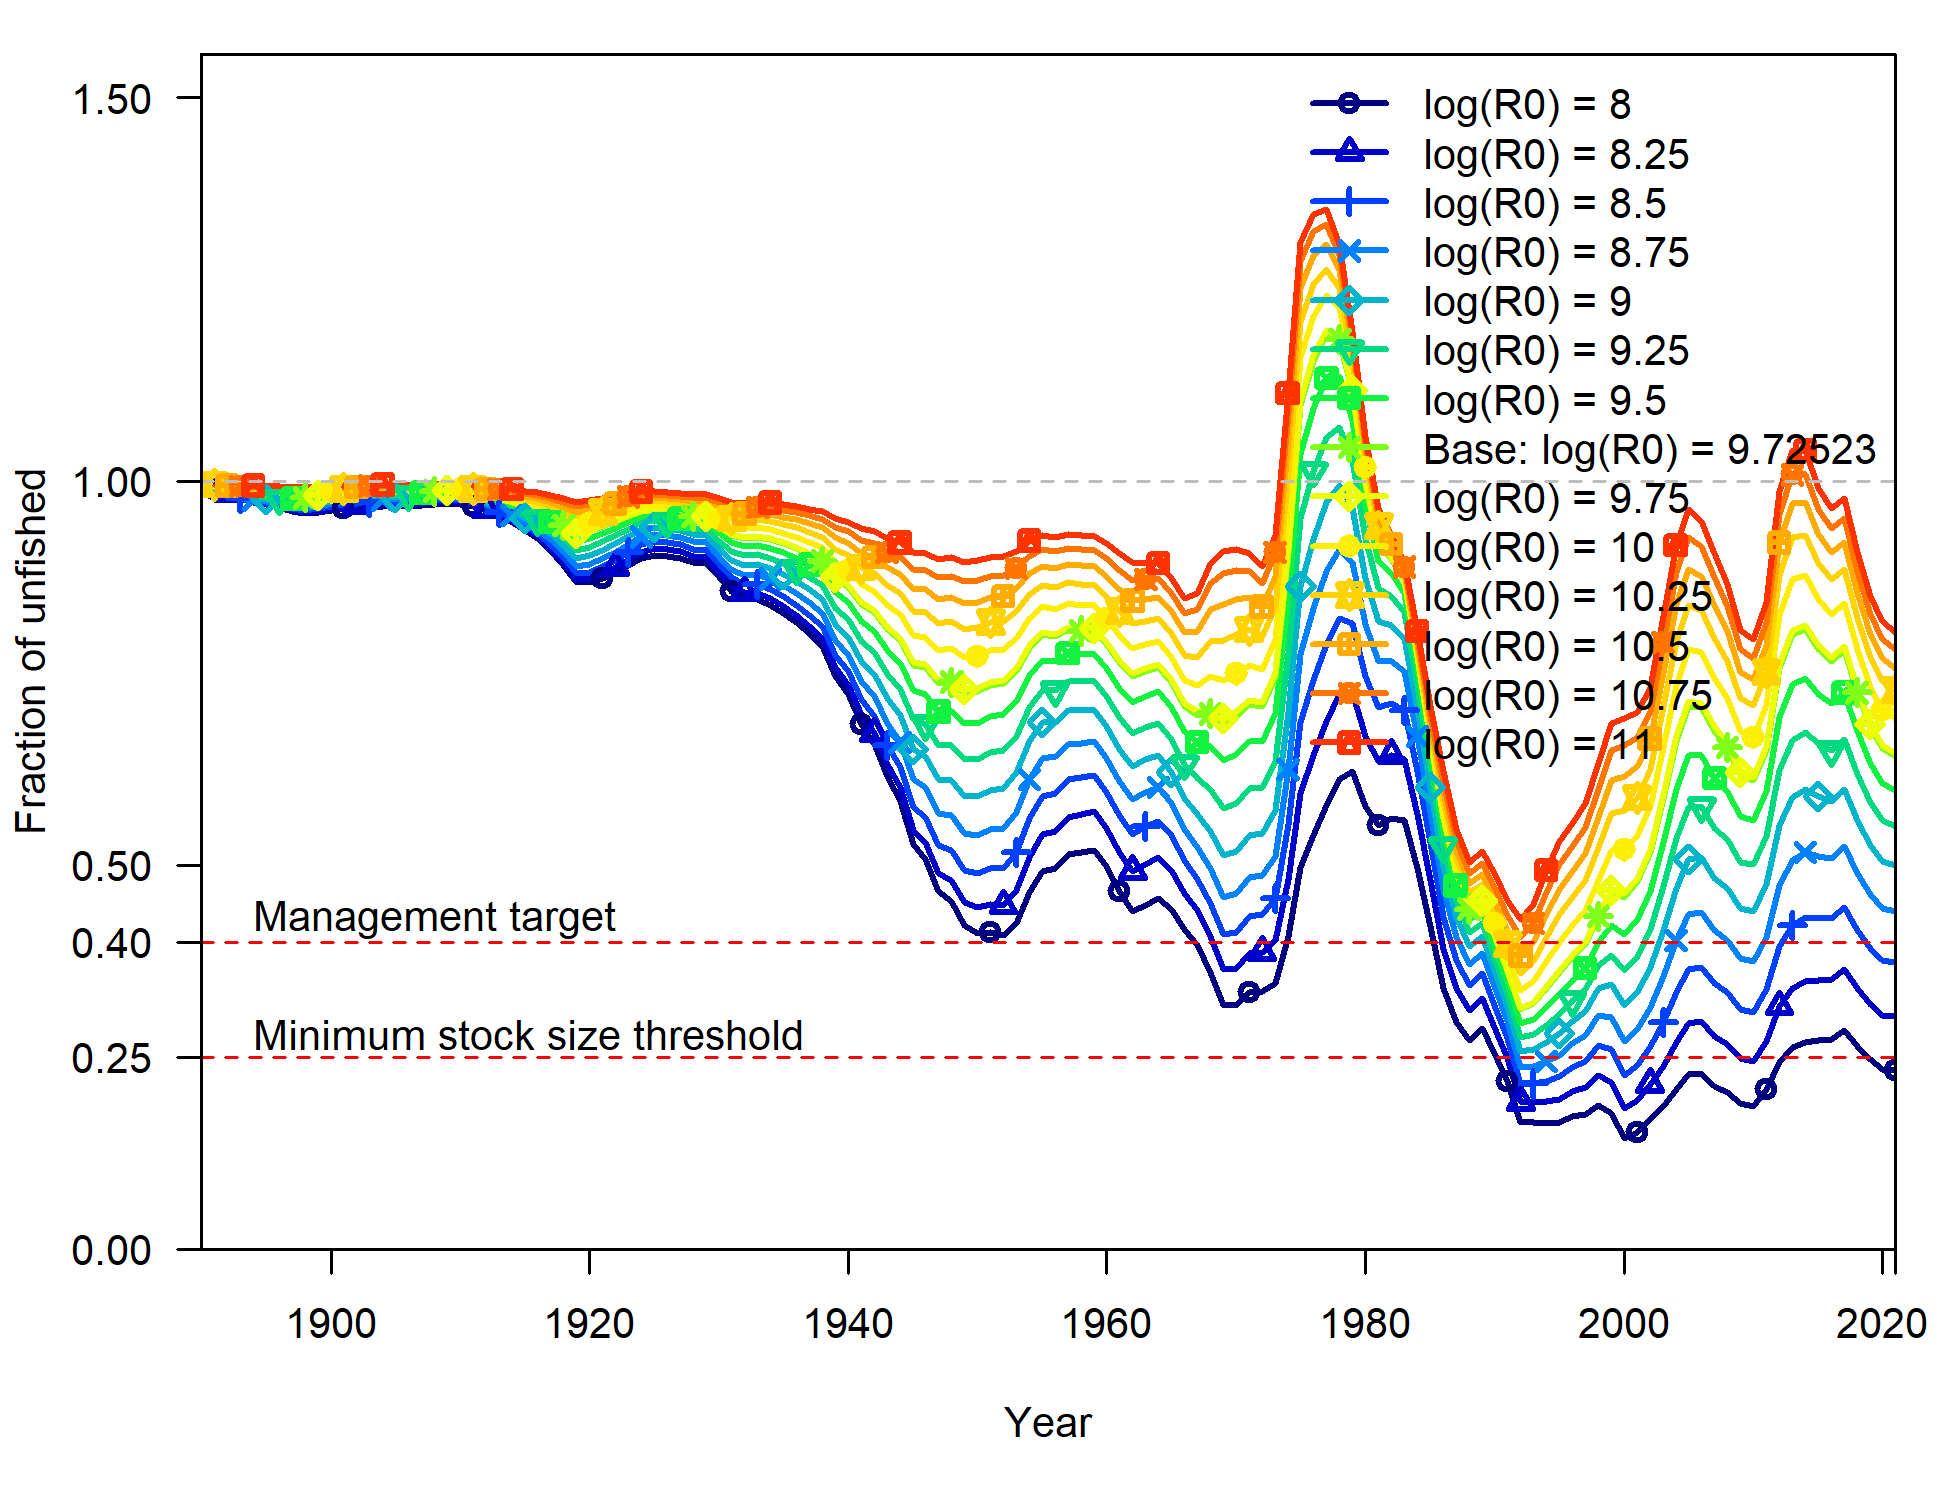 1.50
1.00
0.50
0.40
0.25
0.00
Fraction of unfished
log(R0) = 8
log(R0) = 8.25
log(R0) = 8.5
log(R0) = 8.75
log(R0) = 9
log(R0) = 9.25
log(R0) = 9.5
Base: log(R0) = 9.72523
log(R0) = 9.75
log(R0) = 10
log(R0) = 10.25
log(R0) = 10.5
log(R0) = 10.75
log(R0) = 11
Management target
Minimum stock size threshold
1900 1920 1940 1960 1980 2000 2020
Year